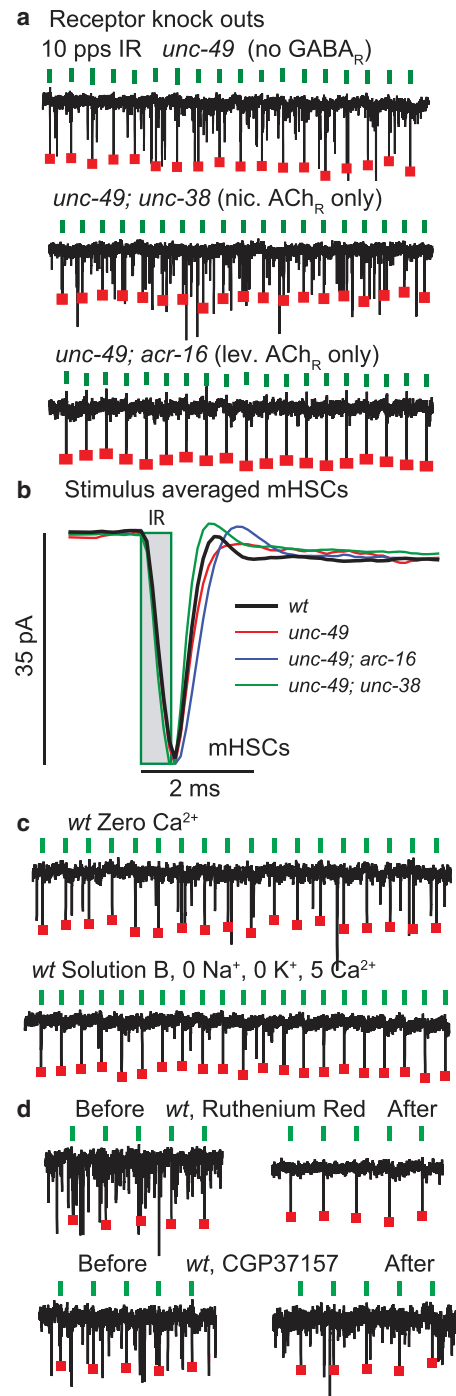 a Receptor knock outs
10 pps IR unc-49 (no GABA_R)
unc-49; unc-38 (nic. ACh_R only)
unc-49; acr-16 (lev. ACh_R only)
b Stimulus averaged mHSCs
IR
35 pA
wt
unc-49
unc-49; arc-16
unc-49; unc-38
mHSCs
2 ms
c wt Zero Ca²⁺
wt Solution B, 0 Na⁺, 0 K⁺, 5 Ca²⁺
d Before wt, Ruthenium Red After
Before wt, CGP37157 After